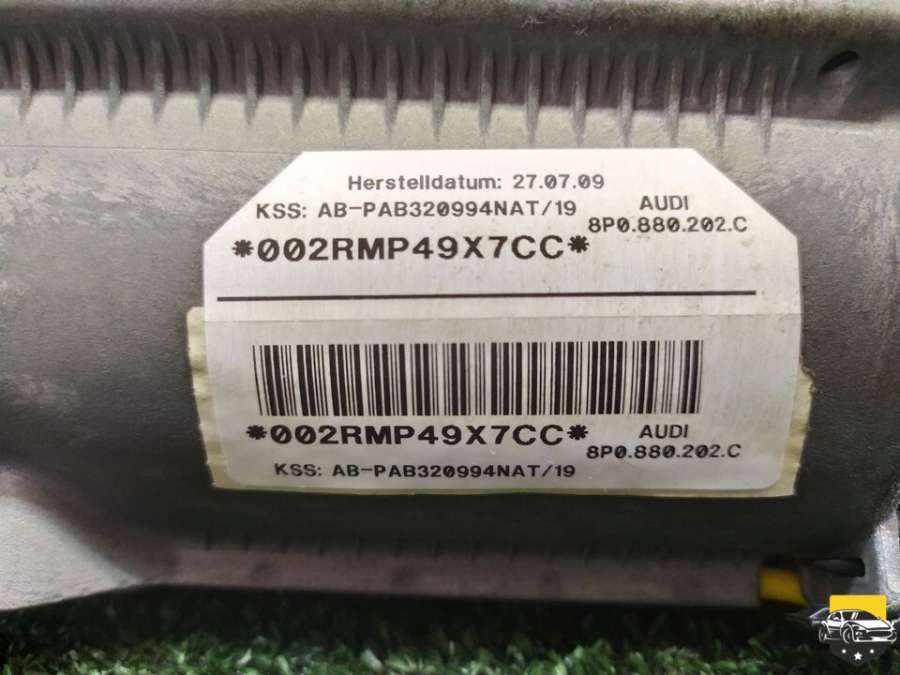 Herstelldatum: 27.07.09
KSS: AB-PAB320994NAT/19
AUDI
8P0.880.202.C
*002RMP49X7CC*
*002RMP49X7CC*
AUDI
8P0.880.202.C
KSS: AB-PAB320994NAT/19